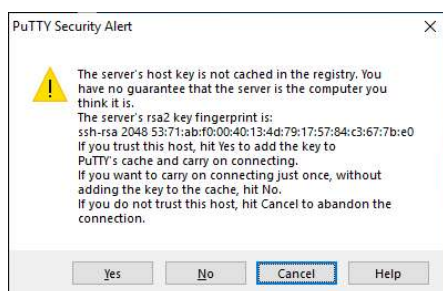 PuTTY Security Alert
The server's host key is not cached in the registry. You
have no guarantee that the server is the computer you
think it is.
The server's rsa2 key fingerprint is:
ssh-rsa 2048 53:71:ab:f0:00:40:13:4d:79:17:57:84:c3:67:7b:e0
If you trust this host, hit Yes to add the key to
PuTTY's cache and carry on connecting.
If you want to carry on connecting just once, without
adding the key to the cache, hit No.
If you do not trust this host, hit Cancel to abandon the
connection.
Yes No Cancel Help